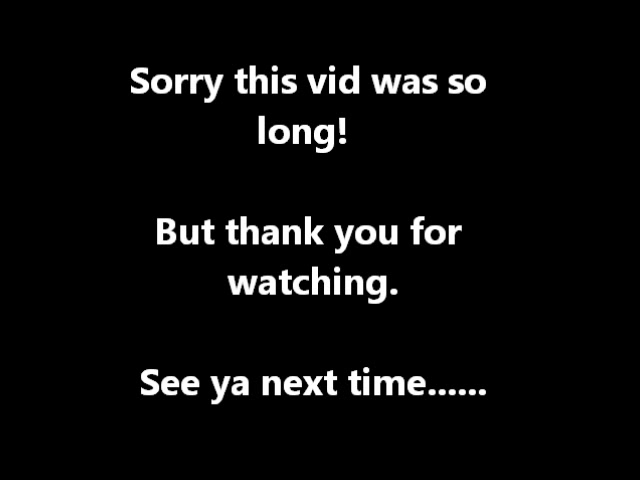 Sorry this vid was so
long!
But thank you for
watching.
See ya next time......